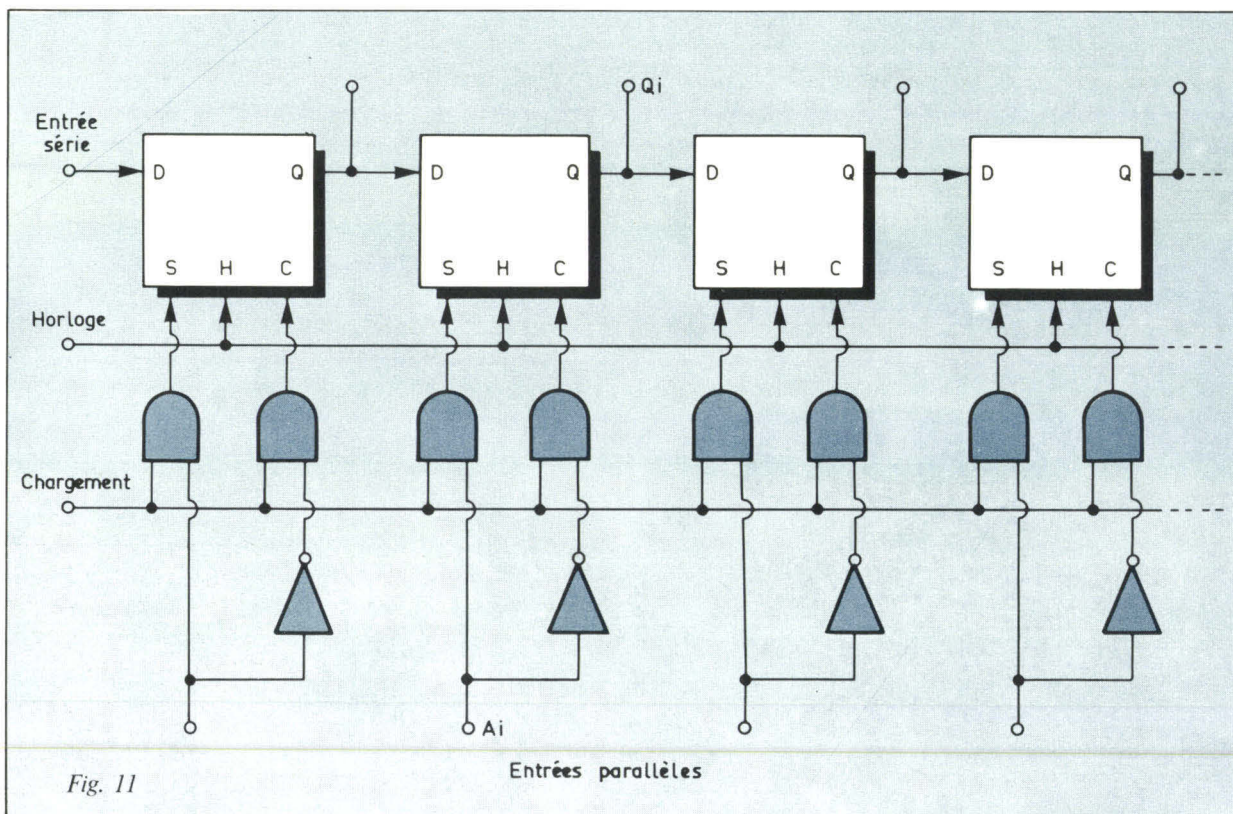 Qi
Entrée
série
D Q D Q D Q D Q
S H C S H C S H C S H C
Horloge
Chargement
Ai
Entrées parallèles
Fig. 11